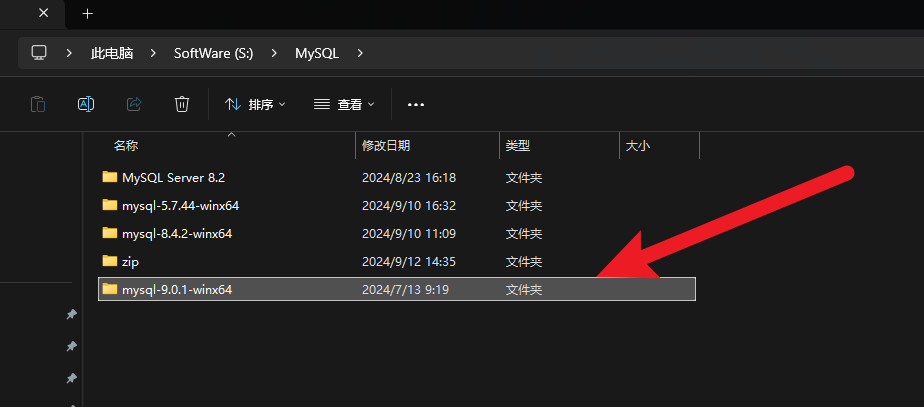 此电脑 SoftWare (S:) MySQL
排序 查看
名称 修改日期 类型 大小
MySQL Server 8.2 2024/8/23 16:18 文件夹
mysql-5.7.44-winx64 2024/9/10 16:32 文件夹
mysql-8.4.2-winx64 2024/9/10 11:09 文件夹
zip 2024/9/12 14:35 文件夹
mysql-9.0.1-winx64 2024/7/13 9:19 文件夹